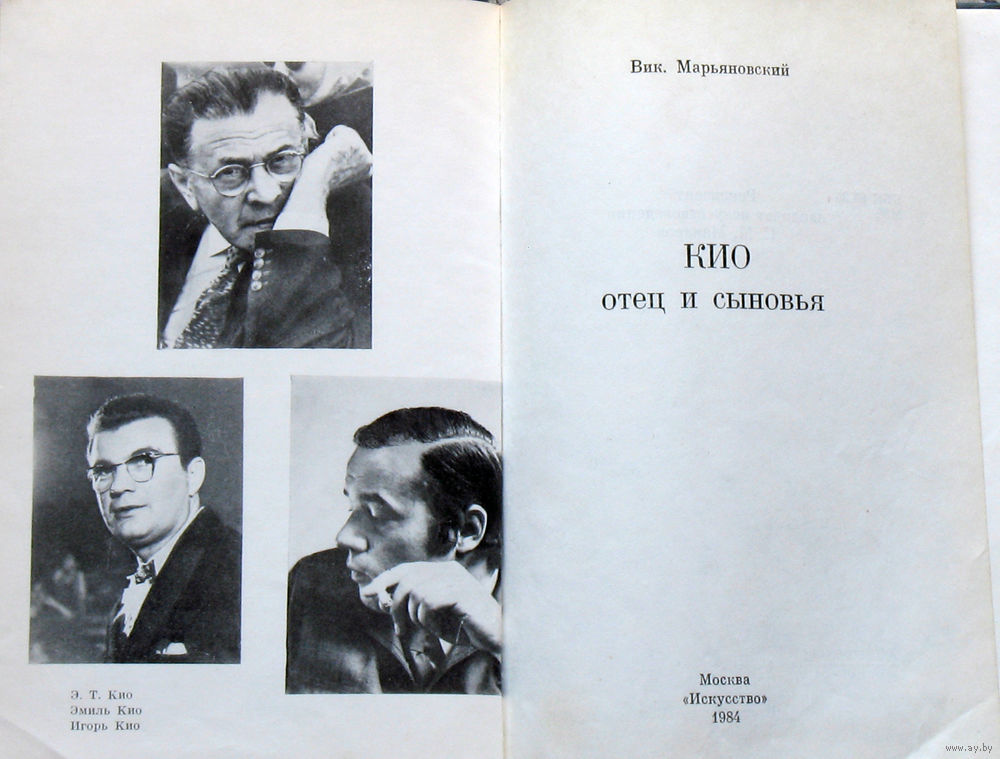 Э. Т. Кио
Эмиль Кио
Игорь Кио
Вик. Марьяновский
КИО
отец и сыновья
Москва
«Искусство»
1984
www.ay.by